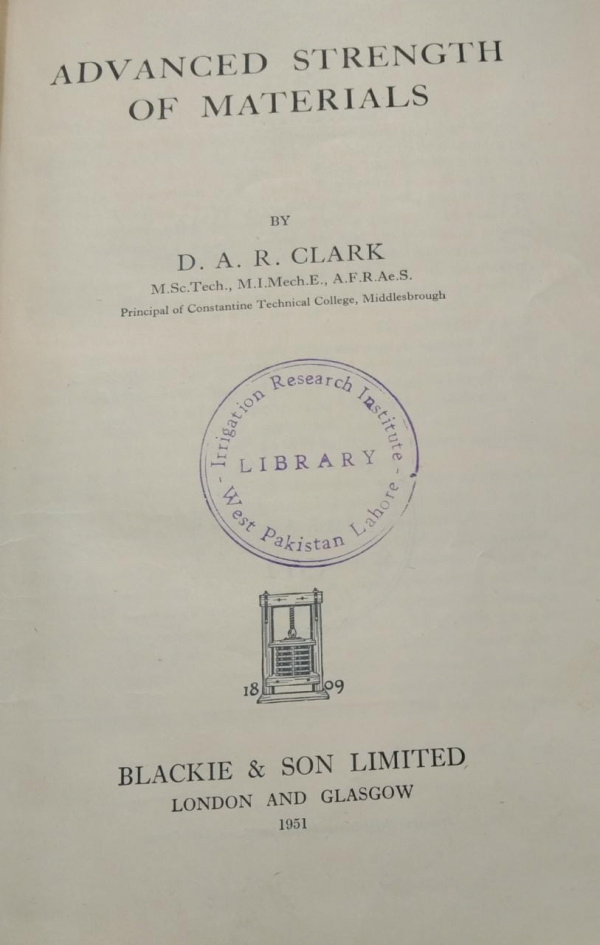 ADVANCED STRENGTH
OF MATERIALS
BY
D. A. R. CLARK
M.Sc.Tech., M.I.Mech.E., A.F.R.Ae.S.
Principal of Constantine Technical College, Middlesbrough
- Irrigation Research Institute -
LIBRARY
West Pakistan Lahore
18 09
BLACKIE & SON LIMITED
LONDON AND GLASGOW
1951